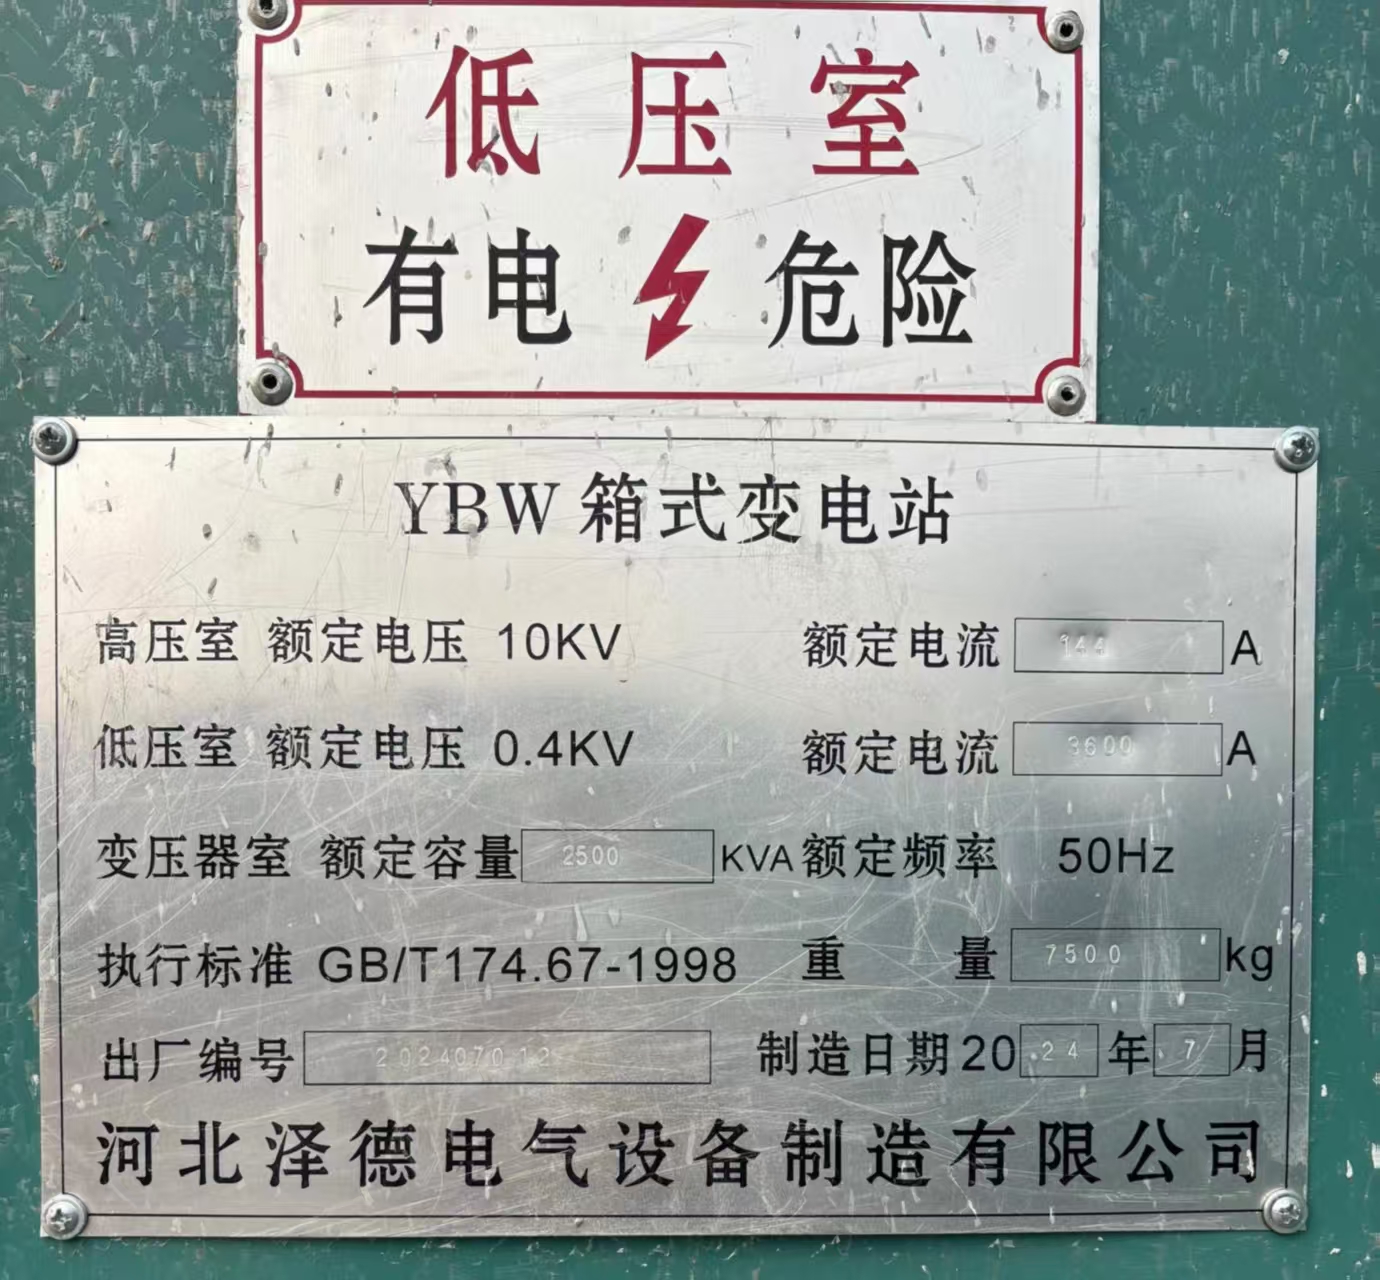 低压室
有电 危险
YBW 箱式变电站
高压室 额定电压 10KV 额定电流 144 A
低压室 额定电压 0.4KV 额定电流 3600 A
变压器室 额定容量 2500 KVA 额定频率 50Hz
执行标准 GB/T174.67-1998 重 量 7500 kg
出厂编号 202407012 制造日期 2024 年 7 月
河北泽德电气设备制造有限公司